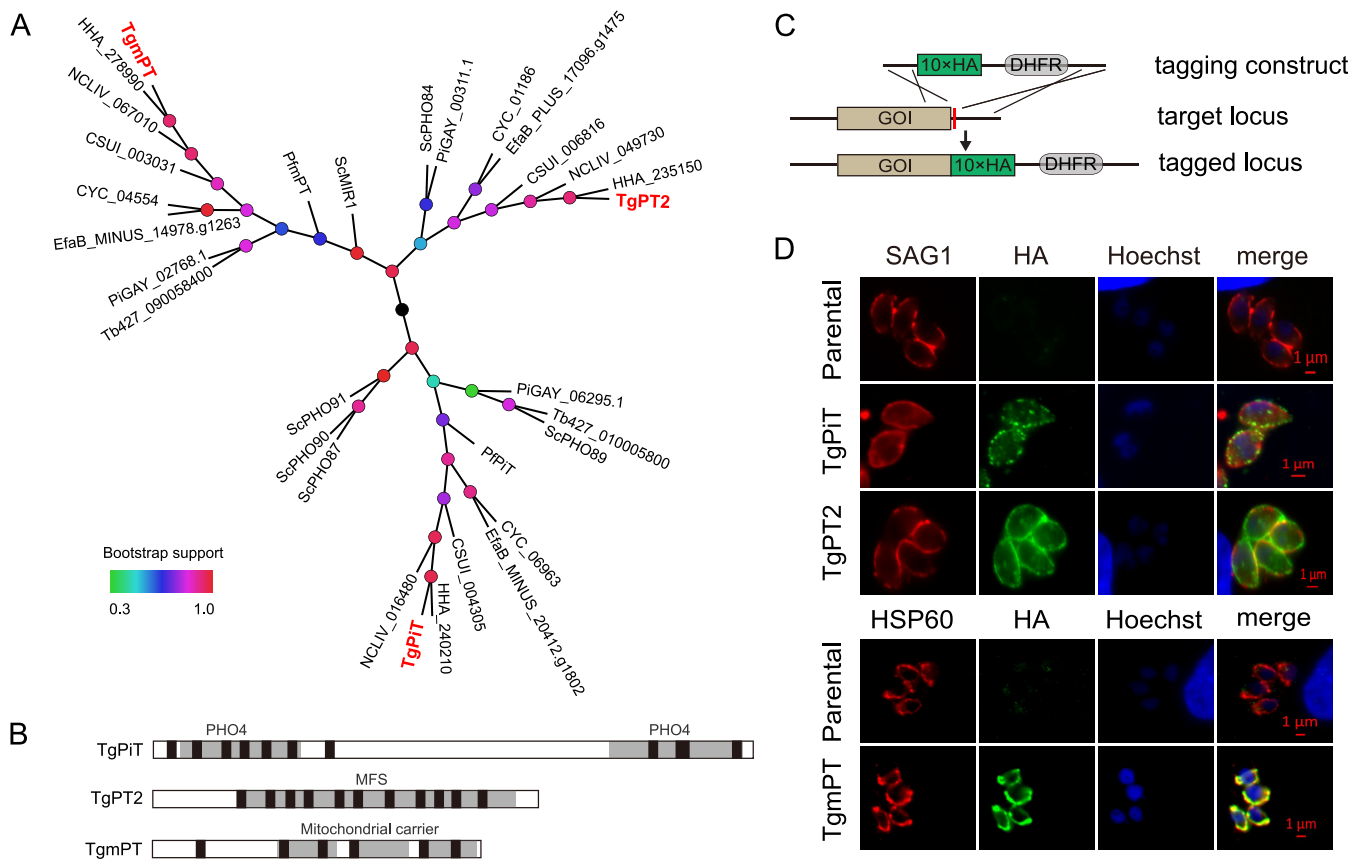 A
HHA_278990
TgmPT
NCLIV_067010
CSUI_003031
CYC_04554
EfaB_MINUS_14978.g1263
PiGAY_02768.1
Tb427_090058400
PfmPT
ScMIR1
ScPHO84
PiGAY_00311.1
CYC_01186
EfaB_PLUS_17096.g1475
CSUI_006816
NCLIV_049730
HHA_235150
TgPT2
ScPHO91
ScPHO90
ScPHO87
PiGAY_06295.1
Tb427_010005800
ScPHO89
PfPiT
CYC_06963
EfaB_MINUS_20412.g1802
CSUI_004305
HHA_240210
TgPiT
NCLIV_016480
Bootstrap support
0.3 1.0
B
PHO4 PHO4
TgPiT
MFS
TgPT2
Mitochondrial carrier
TgmPT
C
10×HA DHFR tagging construct
GOI target locus
GOI 10×HA DHFR tagged locus
D
SAG1 HA Hoechst merge
Parental
1 µm
TgPiT
1 µm
TgPT2
1 µm
HSP60 HA Hoechst merge
Parental
1 µm
TgmPT
1 µm